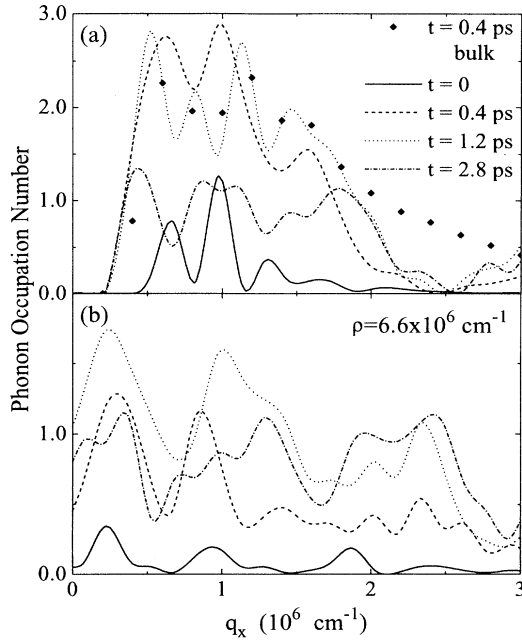 (a)
t = 0.4 ps
bulk
t = 0
t = 0.4 ps
t = 1.2 ps
t = 2.8 ps
3.0
2.0
1.0
0.0
Phonon Occupation Number
(b)
ρ=6.6x10⁶ cm⁻¹
1.0
0.0
0 1 2 3
qₓ (10⁶ cm⁻¹)